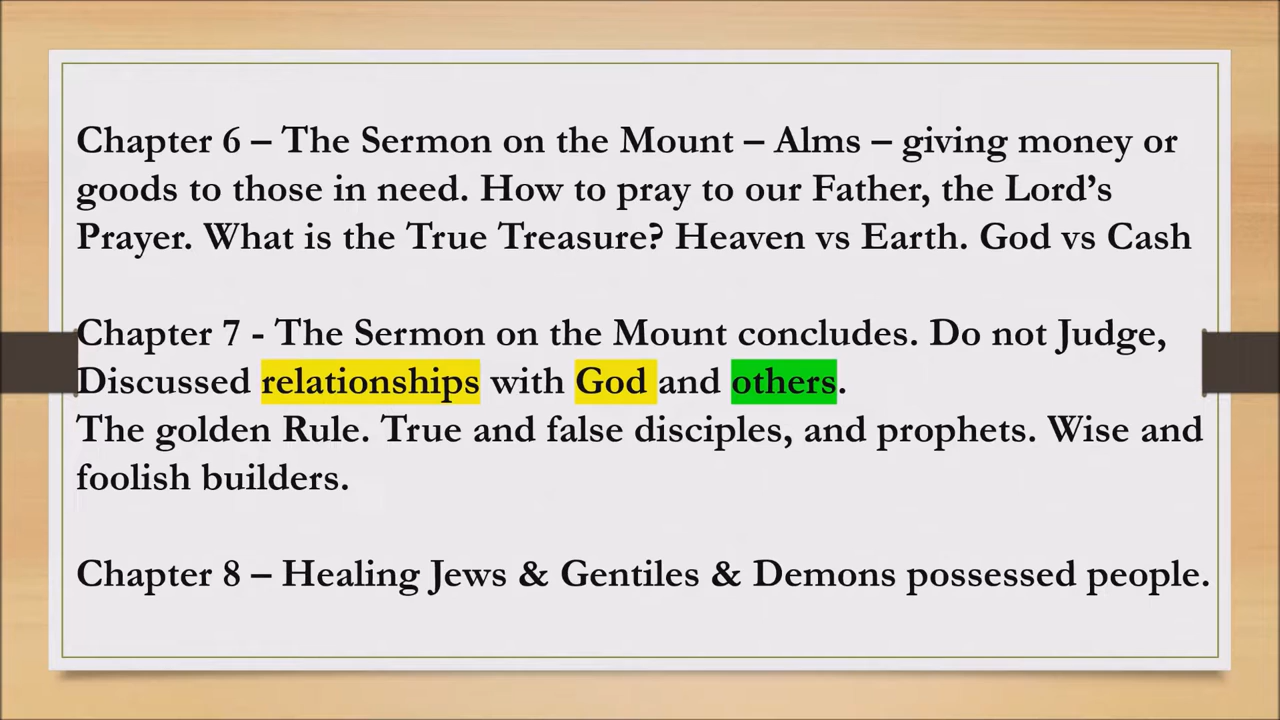 Chapter 6 – The Sermon on the Mount – Alms – giving money or
goods to those in need. How to pray to our Father, the Lord’s
Prayer. What is the True Treasure? Heaven vs Earth. God vs Cash
Chapter 7 - The Sermon on the Mount concludes. Do not Judge,
Discussed relationships with God and others.
The golden Rule. True and false disciples, and prophets. Wise and
foolish builders.
Chapter 8 – Healing Jews & Gentiles & Demons possessed people.